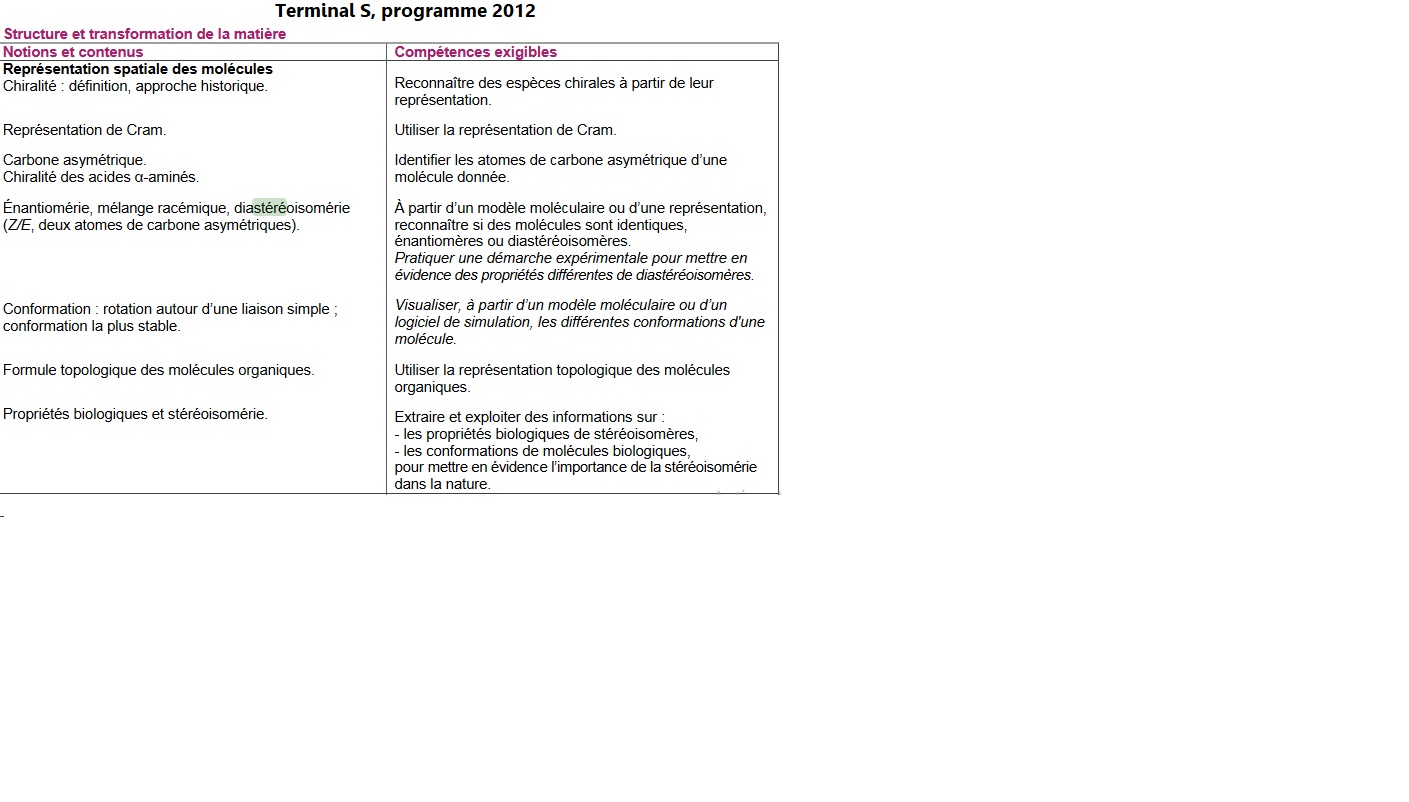 Terminal S, programme 2012
Structure et transformation de la matière
Notions et contenus
Compétences exigibles
Représentation spatiale des molécules
Chiralité : définition, approche historique.
Reconnaître des espèces chirales à partir de leur
représentation.
Représentation de Cram.
Utiliser la représentation de Cram.
Carbone asymétrique.
Chiralité des acides α-aminés.
Identifier les atomes de carbone asymétrique d'une
molécule donnée.
Énantiomérie, mélange racémique, diastéréoisomérie
(Z/E, deux atomes de carbone asymétriques).
À partir d'un modèle moléculaire ou d'une représentation,
reconnaître si des molécules sont identiques,
énantiomères ou diastéréoisomères.
Pratiquer une démarche expérimentale pour mettre en
évidence des propriétés différentes de diastéréoisomères.
Conformation : rotation autour d'une liaison simple ;
conformation la plus stable.
Visualiser, à partir d'un modèle moléculaire ou d'un
logiciel de simulation, les différentes conformations d'une
molécule.
Formule topologique des molécules organiques.
Utiliser la représentation topologique des molécules
organiques.
Propriétés biologiques et stéréoisomérie.
Extraire et exploiter des informations sur :
- les propriétés biologiques de stéréoisomères,
- les conformations de molécules biologiques,
pour mettre en évidence l'importance de la stéréoisomérie
dans la nature.